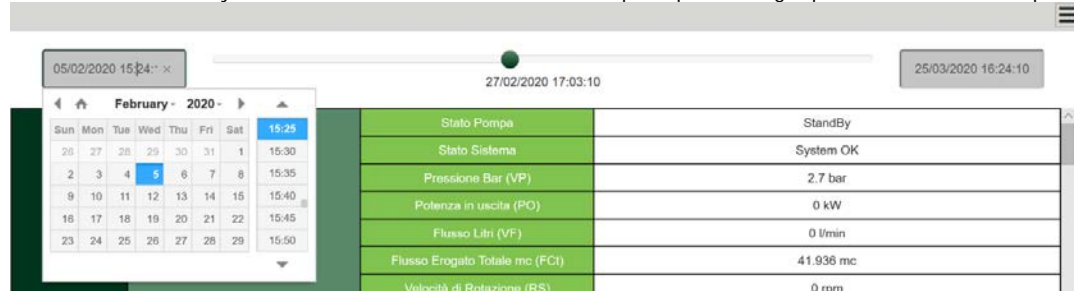 05/02/2020 15:24:
27/02/2020 17:03:10
25/03/2020 16:24:10
February 2020
Sun Mon Tue Wed Thu Fri Sat
26 27 28 29 30 31 1
2 3 4 5 6 7 8
9 10 11 12 13 14 15
16 17 18 19 20 21 22
23 24 25 26 27 28 29
15:25
15:30
15:35
15:40
15:45
15:50
Stato Pompa StandBy
Stato Sistema System OK
Pressione Bar (VP) 2.7 bar
Potenza in uscita (PO) 0 kW
Flusso Litri (VF) 0 l/min
Flusso Erogato Totale mc (FCt) 41.936 mc
Velocità di Rotazione (RS) 0 rpm